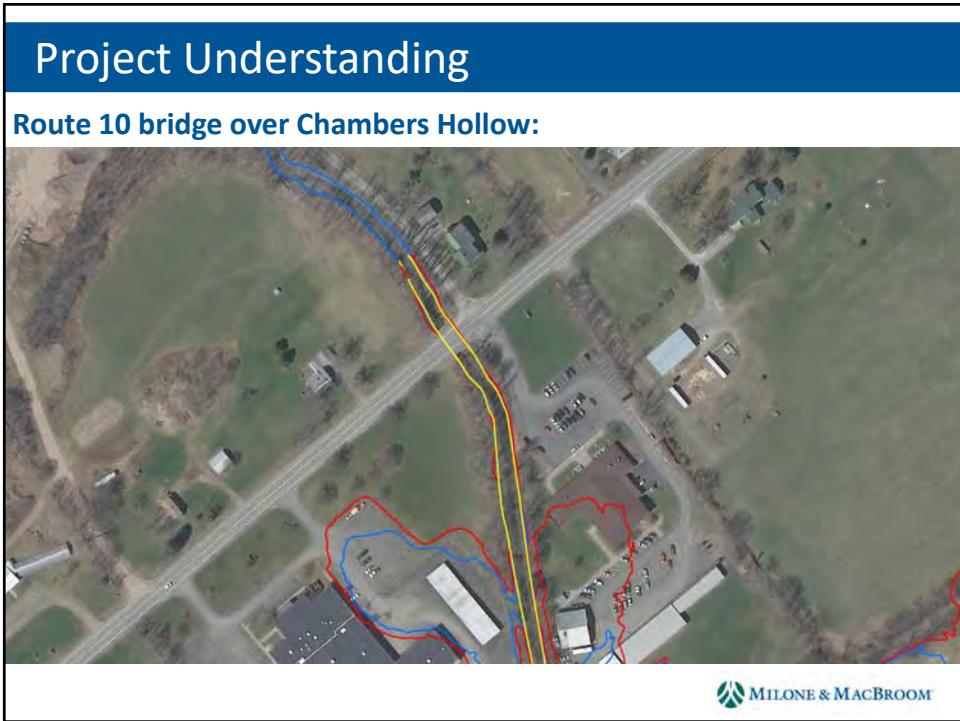 Project Understanding
Route 10 bridge over Chambers Hollow:
MILONE & MACBROOM